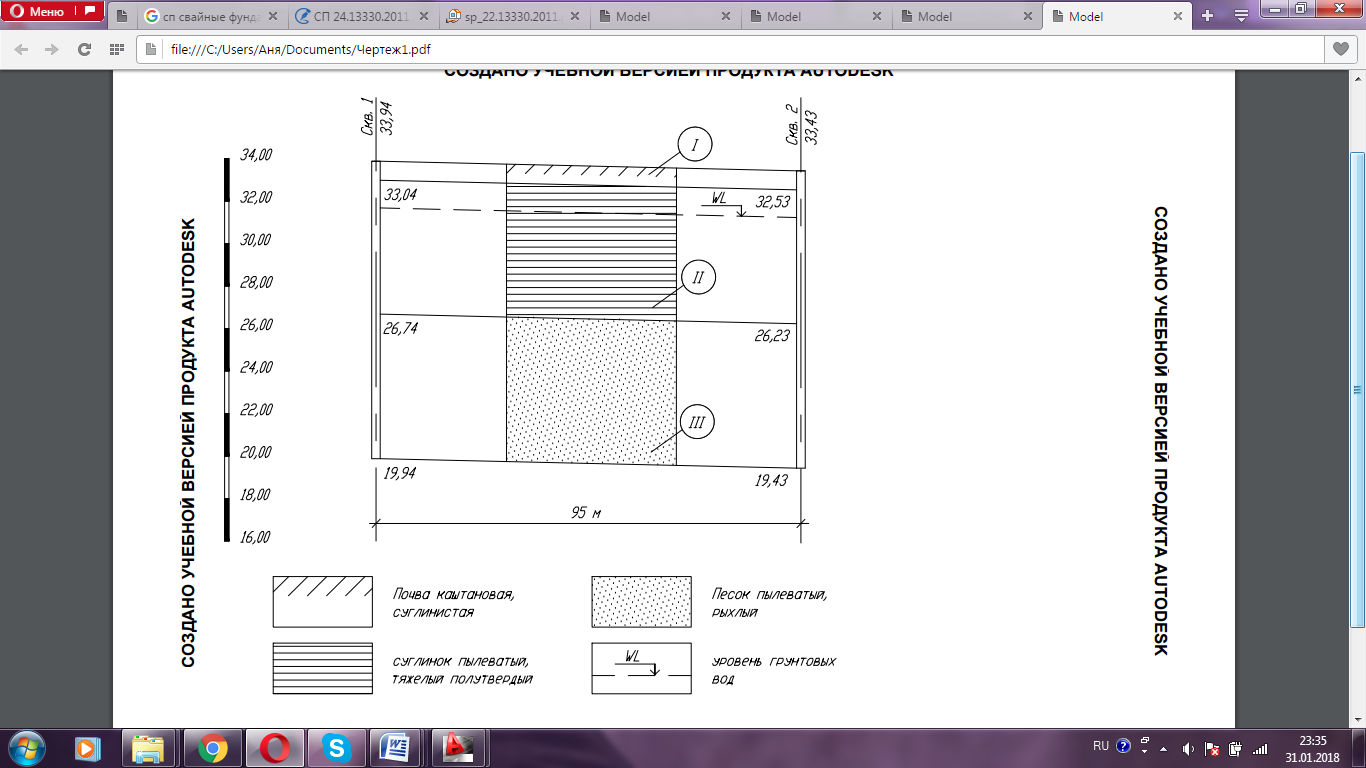 Меню
сп свайные фунда
СП 24.13330.2011
sp_22.13330.2011.
Model
Model
Model
Model
file:///C:/Users/Аня/Documents/Чертеж1.pdf
СОЗДАНО УЧЕБНОЙ ВЕРСИЕЙ ПРОДУКТА AUTODESK
Скв. 1
33,94
Скв. 2
33,43
34,00
32,00
30,00
28,00
26,00
24,00
22,00
20,00
18,00
16,00
I
33,04
WL
32,53
II
26,74
26,23
III
19,94
19,43
95 м
СОЗДАНО УЧЕБНОЙ ВЕРСИЕЙ ПРОДУКТА AUTODESK
СОЗДАНО УЧЕБНОЙ ВЕРСИЕЙ ПРОДУКТА AUTODESK
Почва каштановая,
суглинистая
Песок пылеватый,
рыхлый
суглинок пылеватый,
тяжелый полутвердый
WL
уровень грунтовых
вод
RU
23:35
31.01.2018